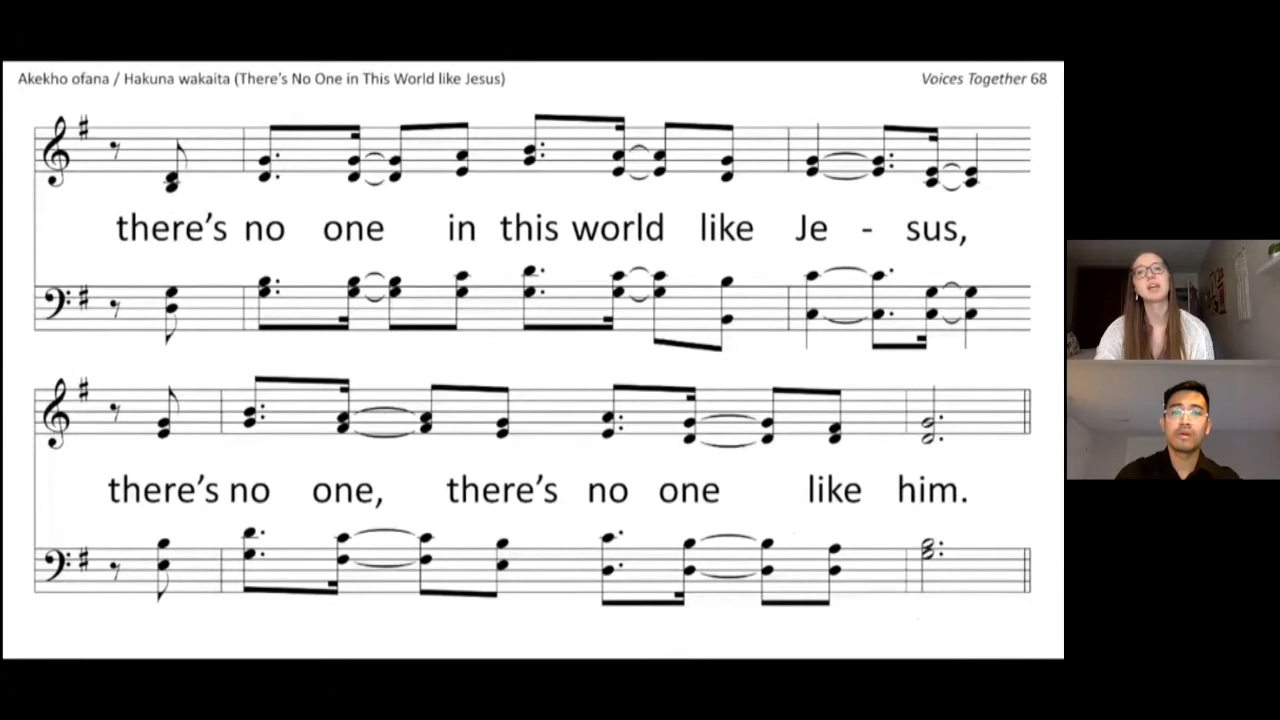 Akekho ofana / Hakuna wakaita (There's No One in This World like Jesus)
Voices Together 68
there's no one in this world like Je - sus,
there's no one, there's no one like him.